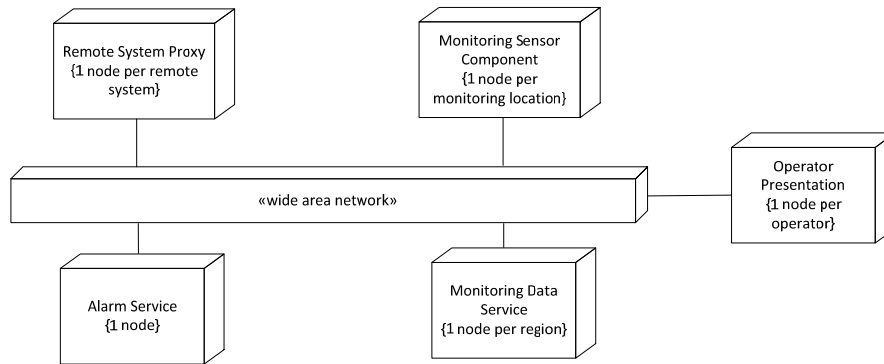 Remote System Proxy
{1 node per remote
system}
Monitoring Sensor
Component
{1 node per
monitoring location}
Operator
Presentation
{1 node per
operator}
«wide area network»
Alarm Service
{1 node}
Monitoring Data
Service
{1 node per region}